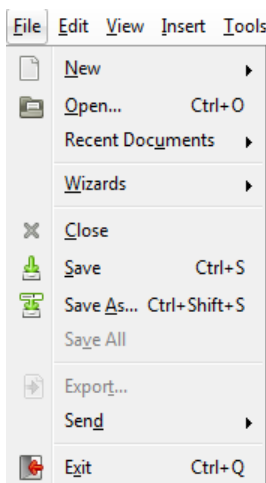 File Edit View Insert Tools
New
Open... Ctrl+O
Recent Documents
Wizards
Close
Save Ctrl+S
Save As... Ctrl+Shift+S
Save All
Export...
Send
Exit Ctrl+Q